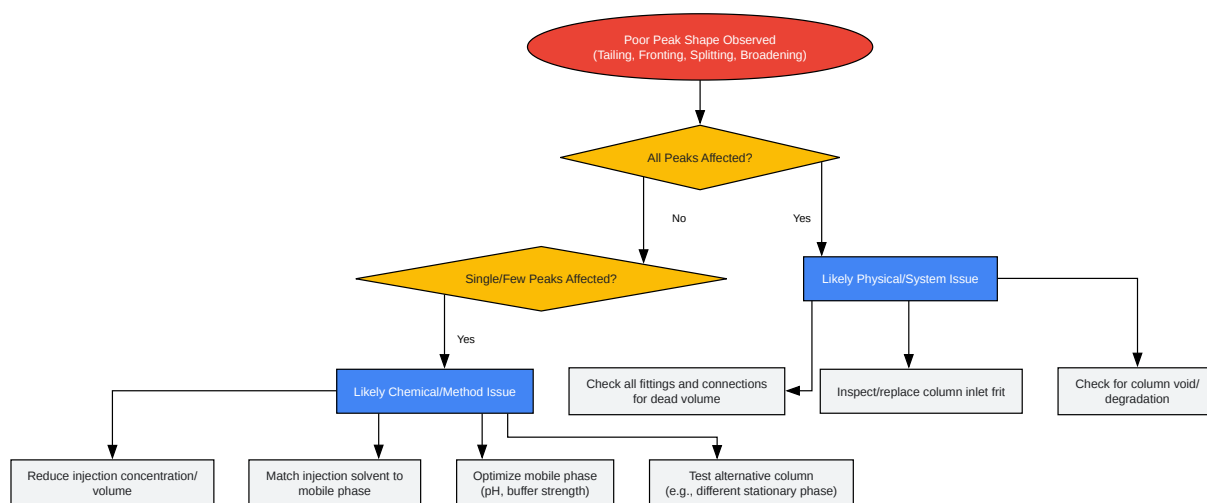 Poor Peak Shape Observed
(Tailing, Fronting, Splitting, Broadening)
All Peaks Affected?
No
Yes
Single/Few Peaks Affected?
Likely Physical/System Issue
Yes
Check all fittings and connections
for dead volume
Inspect/replace column inlet frit
Check for column void/
degradation
Likely Chemical/Method Issue
Reduce injection concentration/
volume
Match injection solvent to
mobile phase
Optimize mobile phase
(pH, buffer strength)
Test alternative column
(e.g., different stationary phase)